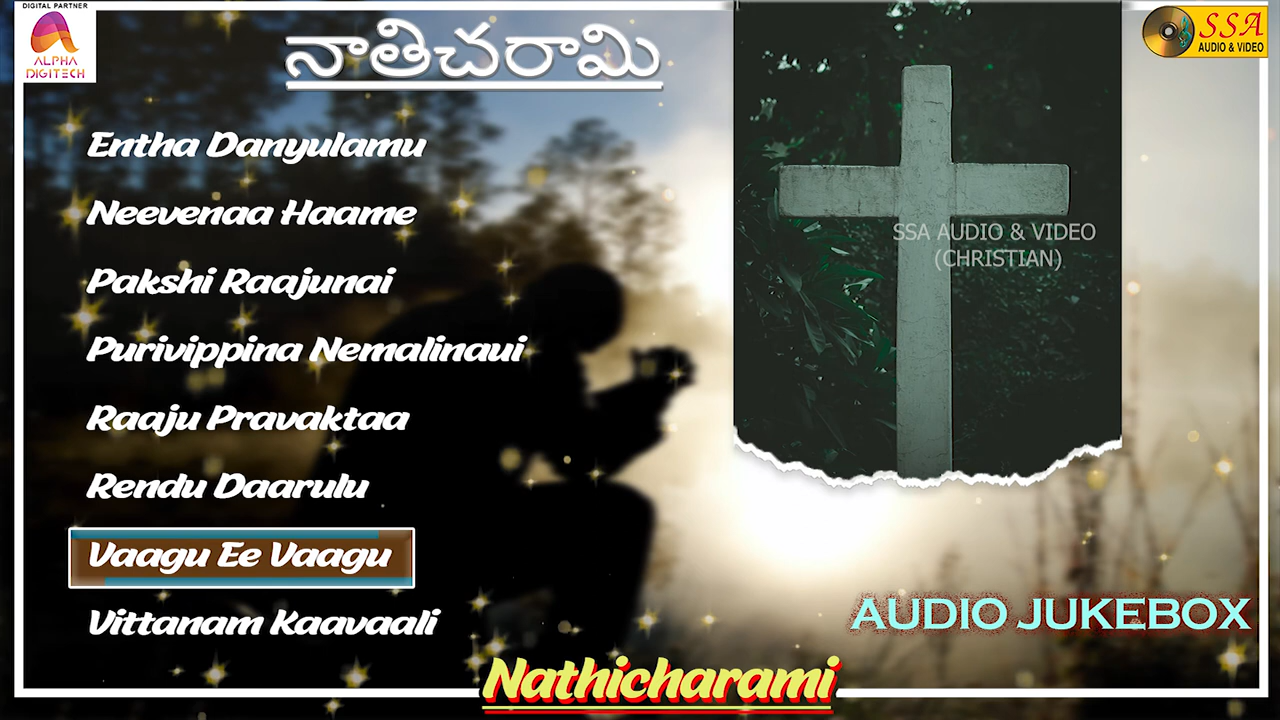 DIGITAL PARTNER
ALPHA
DIGITECH
నాతిచరామి
SSA
AUDIO & VIDEO
Entha Danyulamu
Neevenaa Haame
Pakshi Raajunai
Purivippina Nemalinaui
Raaju Pravaktaa
Rendu Daarulu
Vaagu Ee Vaagu
Vittanam Kaavaali
SSA AUDIO & VIDEO
(CHRISTIAN)
AUDIO JUKEBOX
Nathicharami